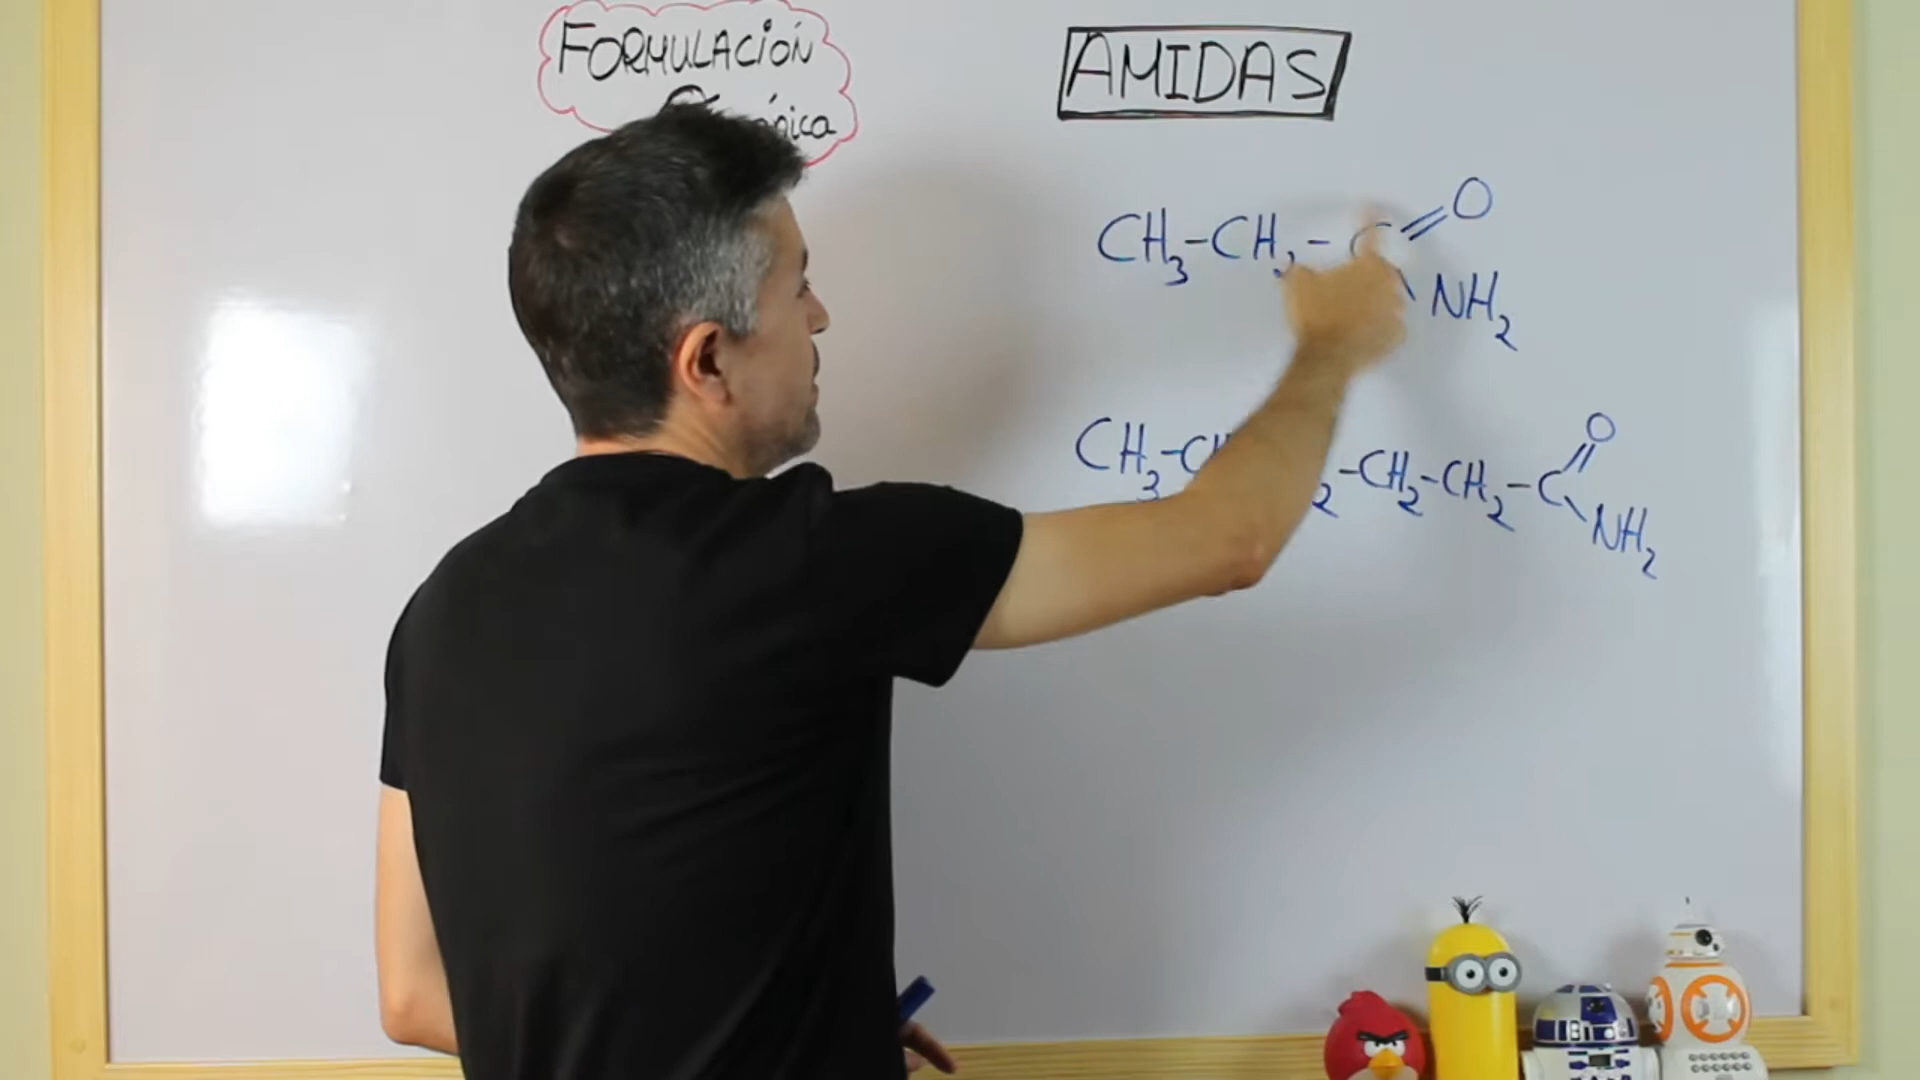 FORMULACIÓN
AMIDAS
CH₃-CH₂-C=O
NH₂
CH₃-
-CH₂-CH₂-C=O
NH₂